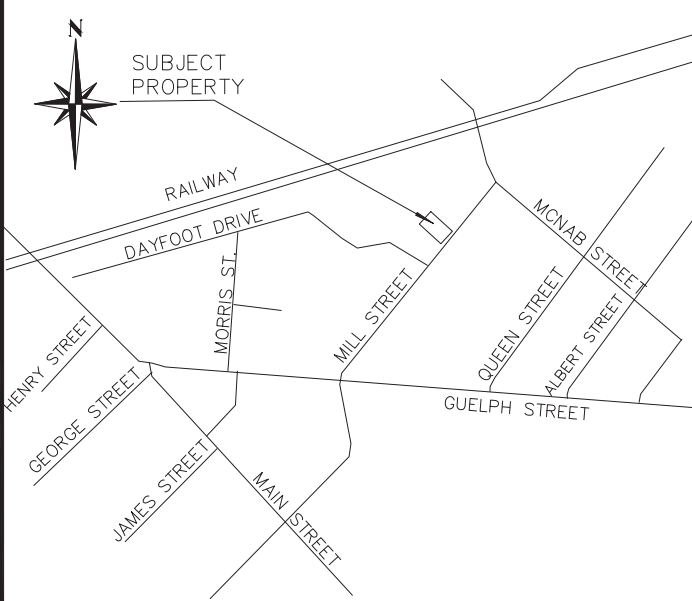 N
SUBJECT
PROPERTY
RAILWAY
DAYFOOT DRIVE
MCNAB STREET
MORRIS ST.
MILL STREET
QUEEN STREET
ALBERT STREET
HENRY STREET
GUELPH STREET
GEORGE STREET
JAMES STREET
MAIN STREET